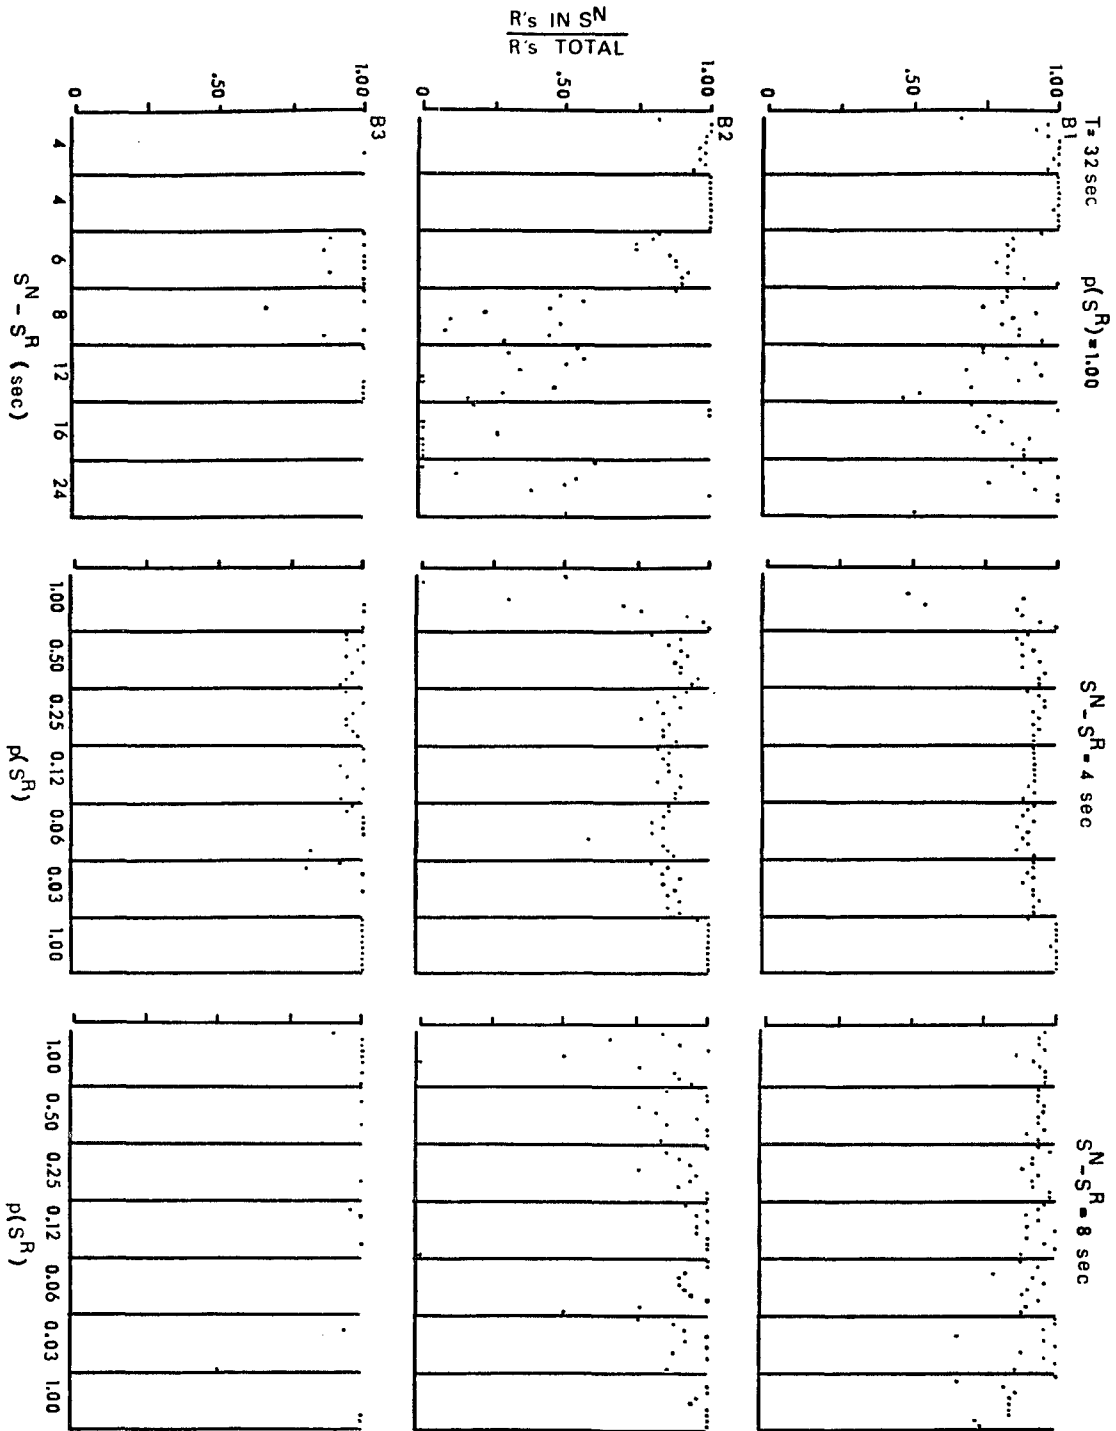 T = 32 sec p(S^R) = 1.00
S^N - S^R = 4 sec
S^N - S^R = 8 sec
R's IN S^N
R's TOTAL
B1
1.00
.50
0
B2
1.00
.50
0
B3
1.00
.50
0
4 4 6 8 12 16 24
S^N - S^R (sec)
1.00 0.50 0.25 0.12 0.06 0.03 1.00
p(S^R)
1.00 0.50 0.25 0.12 0.06 0.03 1.00
p(S^R)